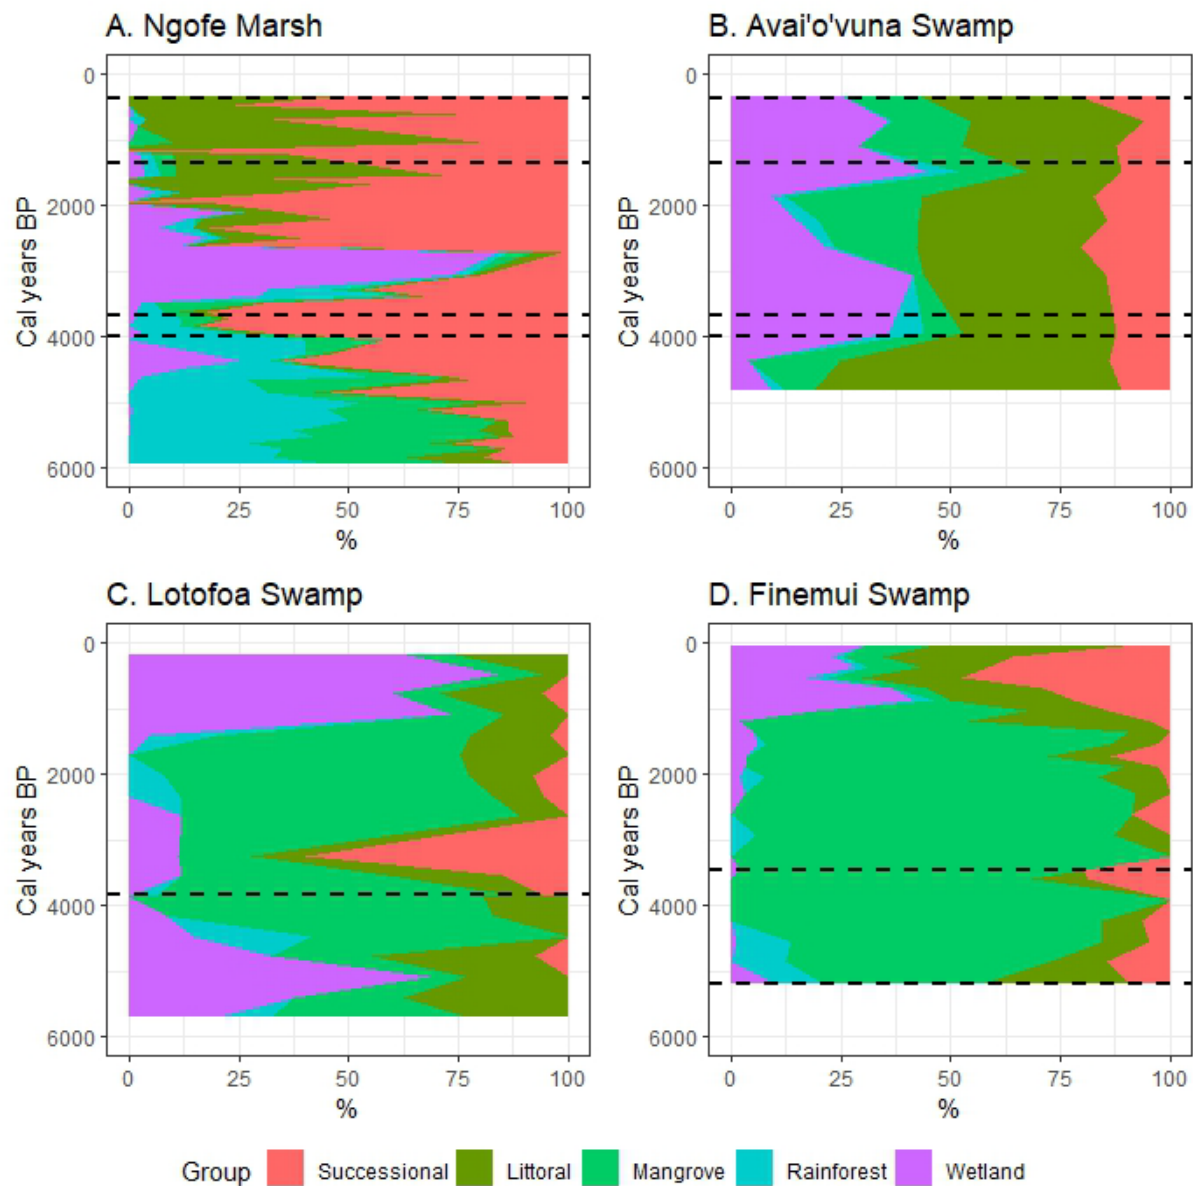 A. Ngofe Marsh
B. Avai'o'vuna Swamp
0
2000
4000
6000
Cal years BP
0 25 50 75 100
%
0
2000
4000
6000
Cal years BP
0 25 50 75 100
%
C. Lotofoa Swamp
D. Finemui Swamp
0
2000
4000
6000
Cal years BP
0 25 50 75 100
%
0
2000
4000
6000
Cal years BP
0 25 50 75 100
%
Group Successional Littoral Mangrove Rainforest Wetland